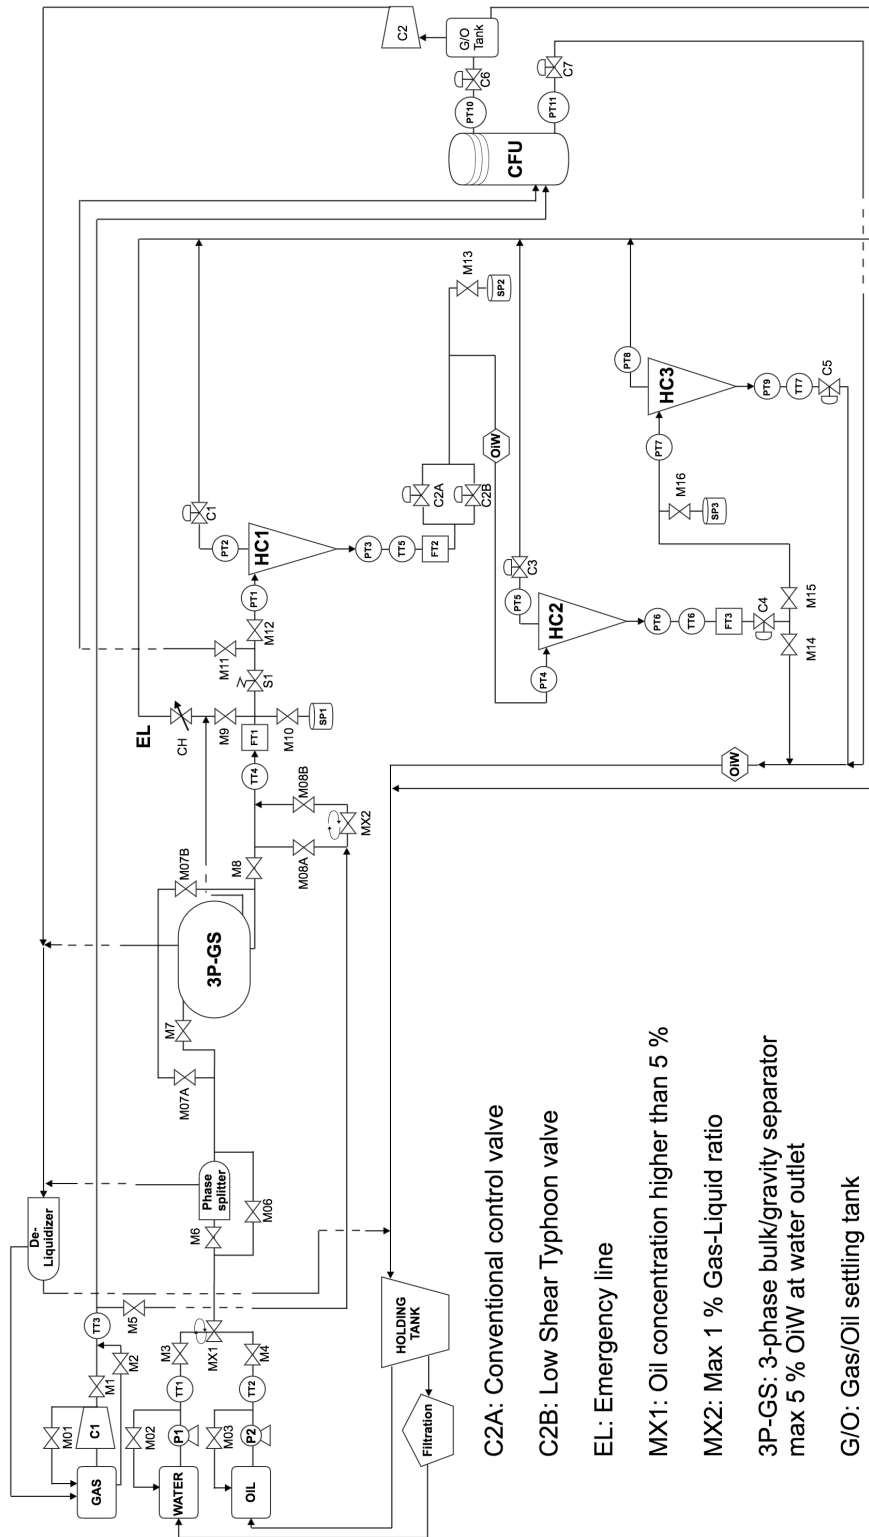 C2
G/O
Tank
C6
C7
PT10
PT11
CFU
M13
SP2
PT8
HC3
PT9
TT7
C5
PT7
OiW
C2A
C2B
M16
SP3
C1
PT2
HC1
PT3
TT5
FT2
C3
PT5
HC2
PT6
TT6
FT3
C4
M15
M14
PT1
M12
M11
S1
PT4
EL
CH
M9
FT1
M10
SP1
TT4
OiW
M08B
MX2
M07B
M8
M08A
3P-GS
M7
M07A
Phase
splitter
M06
M6
De-
Liquidizer
TT3
M5
M1
M2
M01
C1
GAS
MX1
M3
M4
TT1
TT2
M02
M03
P1
P2
WATER
OIL
HOLDING
TANK
Filtration
C2A: Conventional control valve
C2B: Low Shear Typhoon valve
EL: Emergency line
MX1: Oil concentration higher than 5 %
MX2: Max 1 % Gas-Liquid ratio
3P-GS: 3-phase bulk/gravity separator
max 5 % OiW at water outlet
G/O: Gas/Oil settling tank